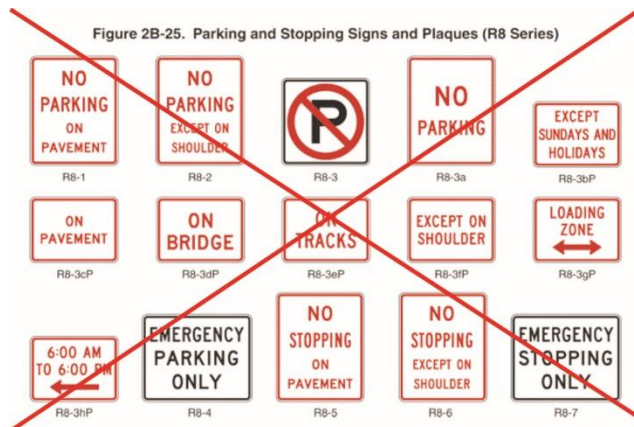 Figure 2B-25. Parking and Stopping Signs and Plaques (R8 Series)
NO
PARKING
ON
PAVEMENT
R8-1
NO
PARKING
EXCEPT ON
SHOULDER
R8-2
P
R8-3
NO
PARKING
R8-3a
EXCEPT
SUNDAYS AND
HOLIDAYS
R8-3bP
ON
PAVEMENT
R8-3cP
ON
BRIDGE
R8-3dP
ON
TRACKS
R8-3eP
EXCEPT ON
SHOULDER
R8-3fP
LOADING
ZONE
R8-3gP
6:00 AM
TO 6:00 PM
R8-3hP
EMERGENCY
PARKING
ONLY
R8-4
NO
STOPPING
ON
PAVEMENT
R8-5
NO
STOPPING
EXCEPT ON
SHOULDER
R8-6
EMERGENCY
STOPPING
ONLY
R8-7